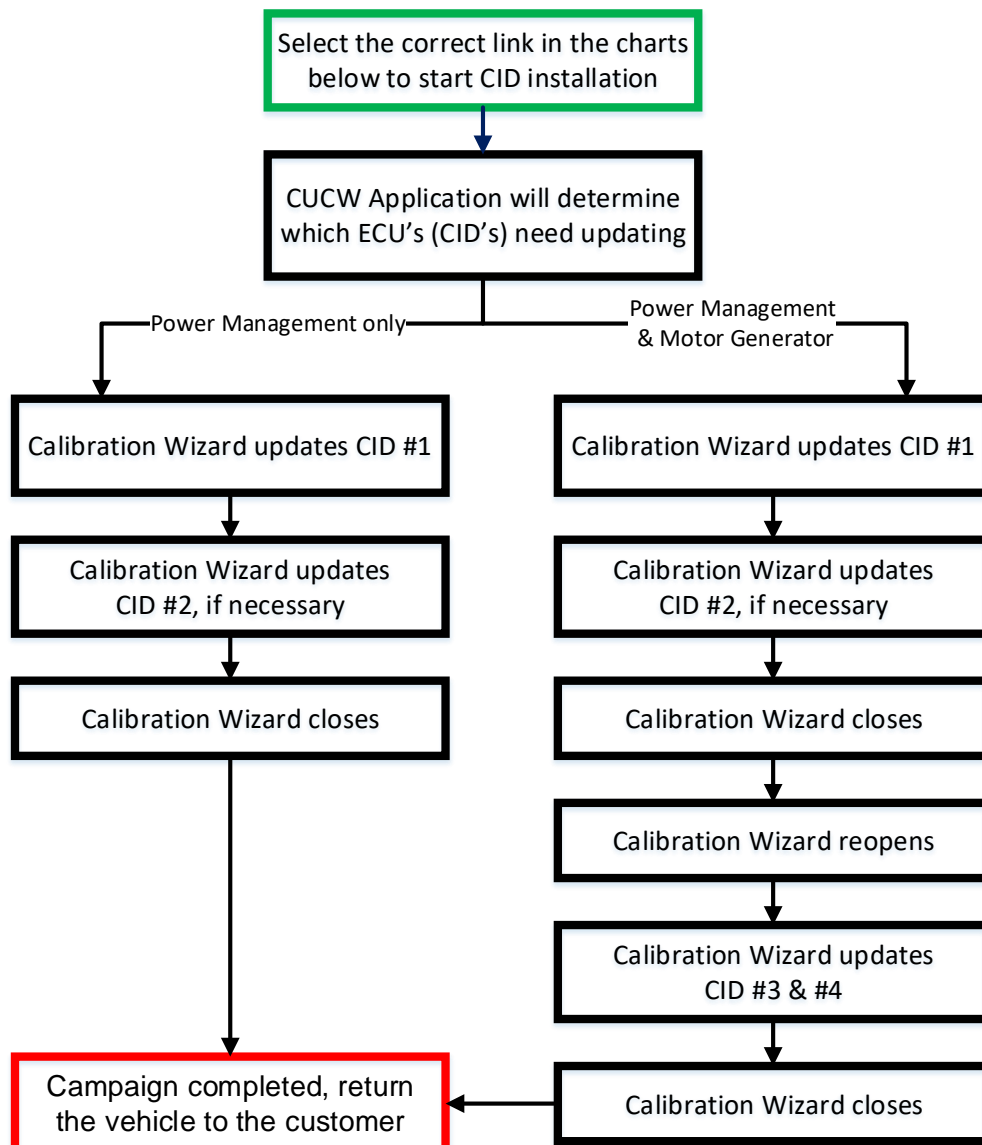 Select the correct link in the charts
below to start CID installation
CUCW Application will determine
which ECU’s (CID’s) need updating
Power Management only
Power Management
& Motor Generator
Calibration Wizard updates CID #1
Calibration Wizard updates
CID #2, if necessary
Calibration Wizard closes
Calibration Wizard updates CID #1
Calibration Wizard updates
CID #2, if necessary
Calibration Wizard closes
Calibration Wizard reopens
Calibration Wizard updates
CID #3 & #4
Calibration Wizard closes
Campaign completed, return
the vehicle to the customer